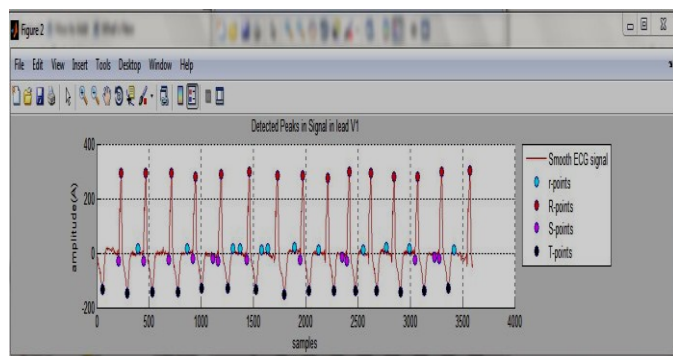 Figure 2
File Edit View Insert Tools Desktop Window Help
Detected Peaks in Signal in lead V1
400
200
0
-200
amplitude(A)
0 500 1000 1500 2000 2500 3000 3500 4000
samples
Smooth ECG signal
r-points
R-points
S-points
T-points